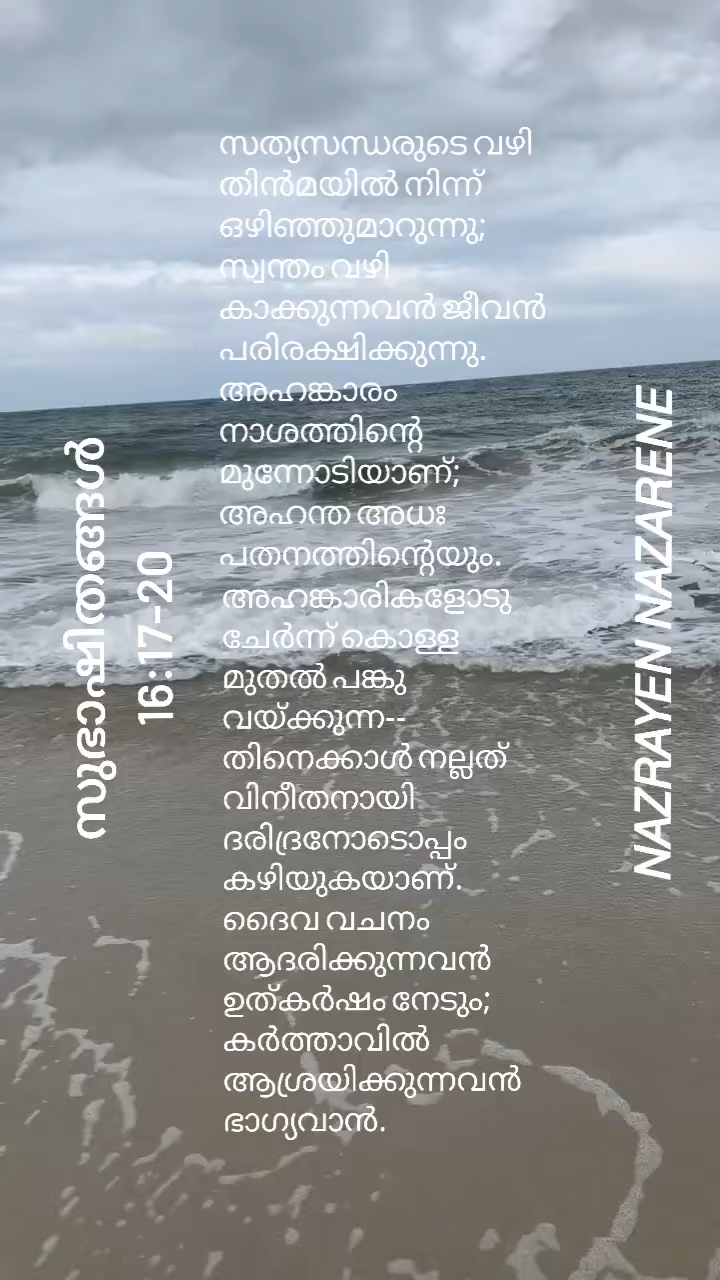 സത്യസന്ധരുടെ വഴി
തിൻമയിൽ നിന്ന്
ഒഴിഞ്ഞുമാറുന്നു;
സ്വന്തം വഴി
കാക്കുന്നവൻ ജീവൻ
പരിരക്ഷിക്കുന്നു.
അഹങ്കാരം
നാശത്തിന്റെ
മുന്നോടിയാണ്;
അഹന്ത അധഃ
പതനത്തിന്റെയും.
അഹങ്കാരികളോടു
ചേർന്ന് കൊള്ള
മുതൽ പങ്കു
വയ്ക്കുന്ന--
തിനെക്കാൾ നല്ലത്
വിനീതനായി
ദരിദ്രനോടൊപ്പം
കഴിയുകയാണ്.
ദൈവ വചനം
ആദരിക്കുന്നവൻ
ഉത്കർഷം നേടും;
കർത്താവിൽ
ആശ്രയിക്കുന്നവൻ
ഭാഗ്യവാൻ.
സുഭാഷിതങ്ങൾ
16:17-20
NAZRAYEN NAZARENE